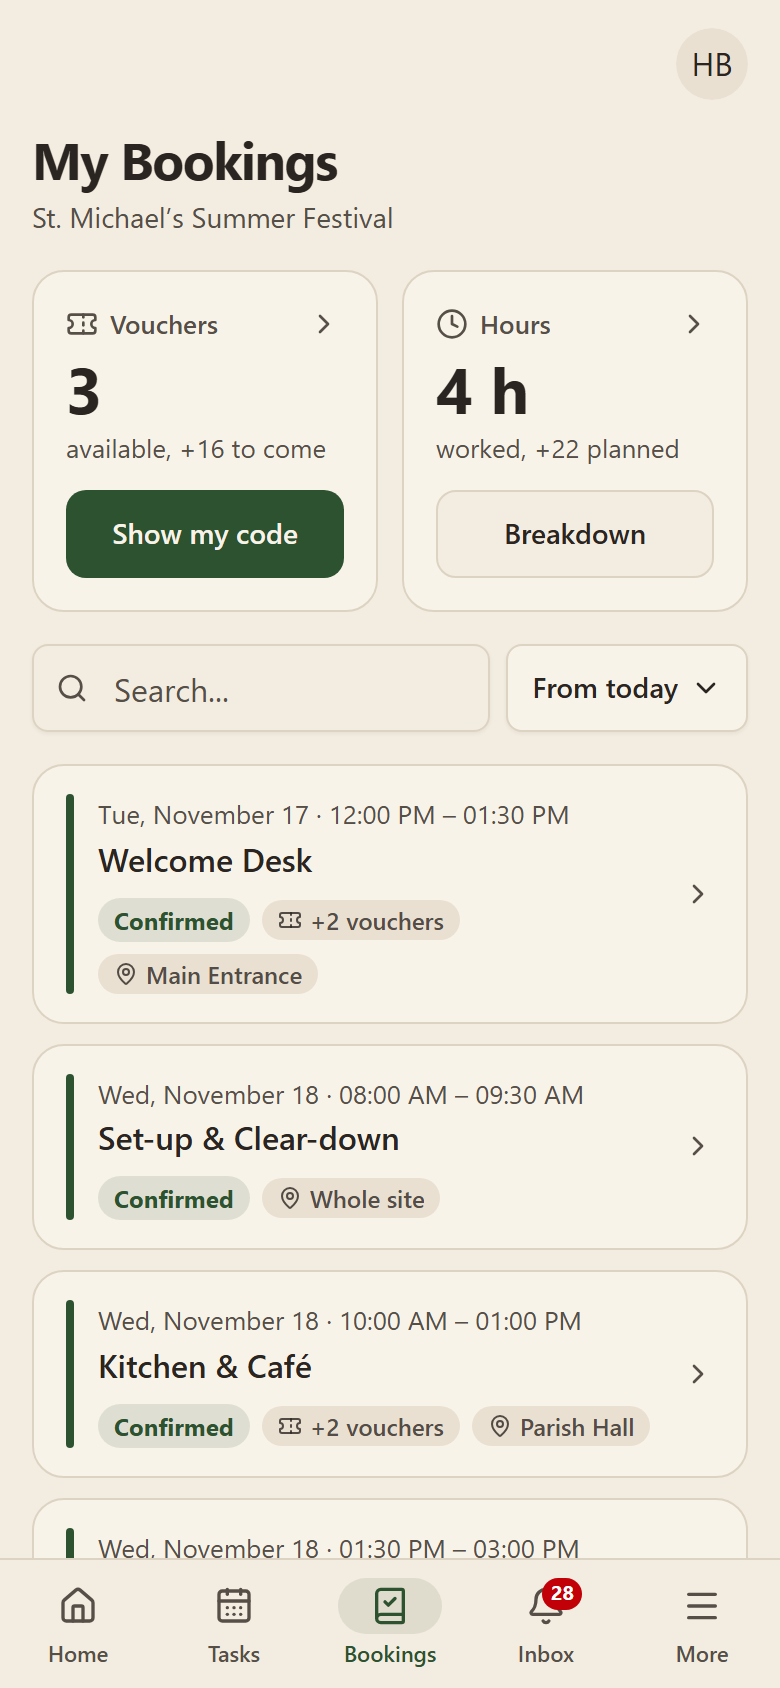 HB
My Bookings
St. Michael's Summer Festival
Vouchers
3
available, +16 to come
Show my code
Hours
4 h
worked, +22 planned
Breakdown
Search...
From today
Tue, November 17 · 12:00 PM – 01:30 PM
Welcome Desk
Confirmed
+2 vouchers
Main Entrance
Wed, November 18 · 08:00 AM – 09:30 AM
Set-up & Clear-down
Confirmed
Whole site
Wed, November 18 · 10:00 AM – 01:00 PM
Kitchen & Café
Confirmed
+2 vouchers
Parish Hall
Wed, November 18 · 01:30 PM – 03:00 PM
Home
Tasks
Bookings
28
Inbox
More